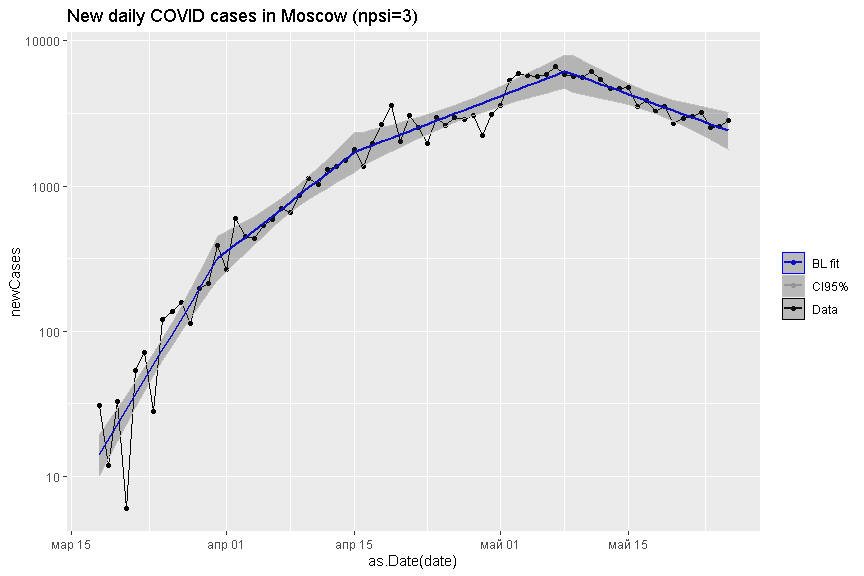 New daily COVID cases in Moscow (npsi=3)
10000
1000
100
10
newCases
мар 15
апр 01
апр 15
май 01
май 15
as.Date(date)
BL fit
CI95%
Data